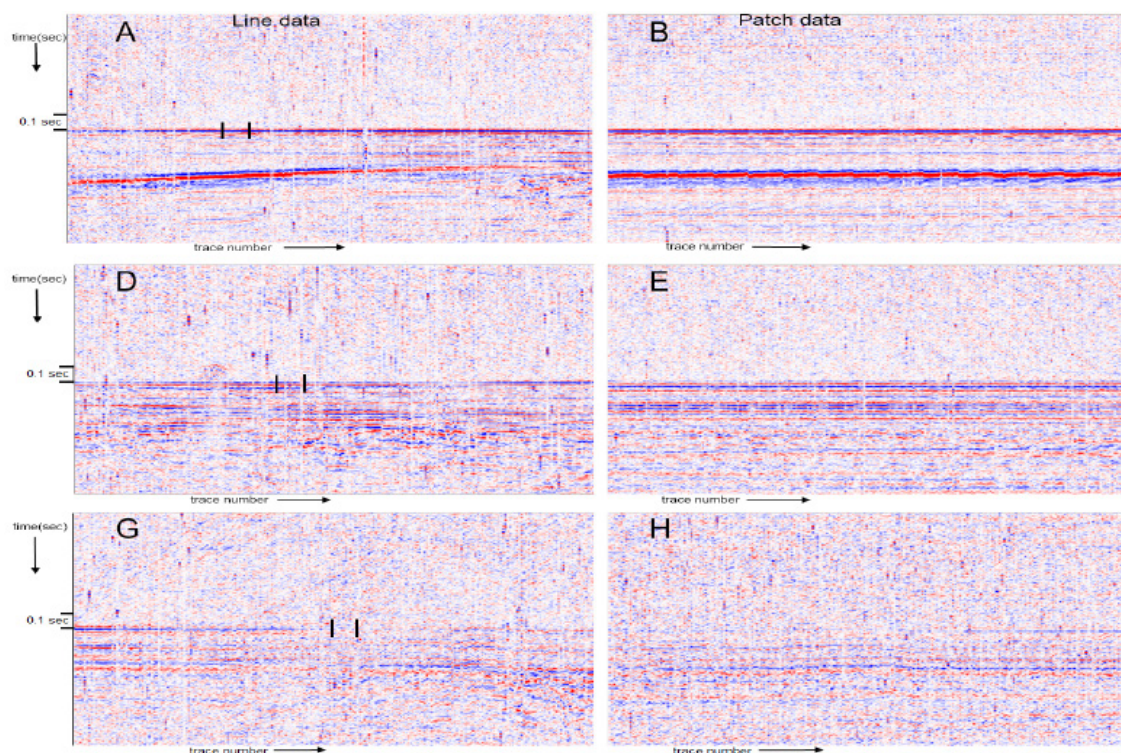 Line data
Patch data
A
B
time(sec)
0.1 sec
trace number
trace number
D
E
time(sec)
0.1 sec
trace number
trace number
G
H
time(sec)
0.1 sec
trace number
trace number